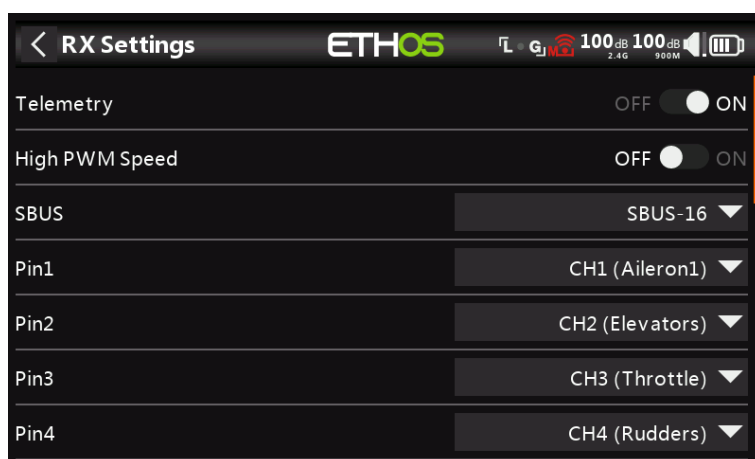 RX Settings ETHOS L G M 100dB 2.4G 100dB 900M
Telemetry OFF ON
High PWM Speed OFF ON
SBUS SBUS-16
Pin1 CH1 (Aileron1)
Pin2 CH2 (Elevators)
Pin3 CH3 (Throttle)
Pin4 CH4 (Rudders)